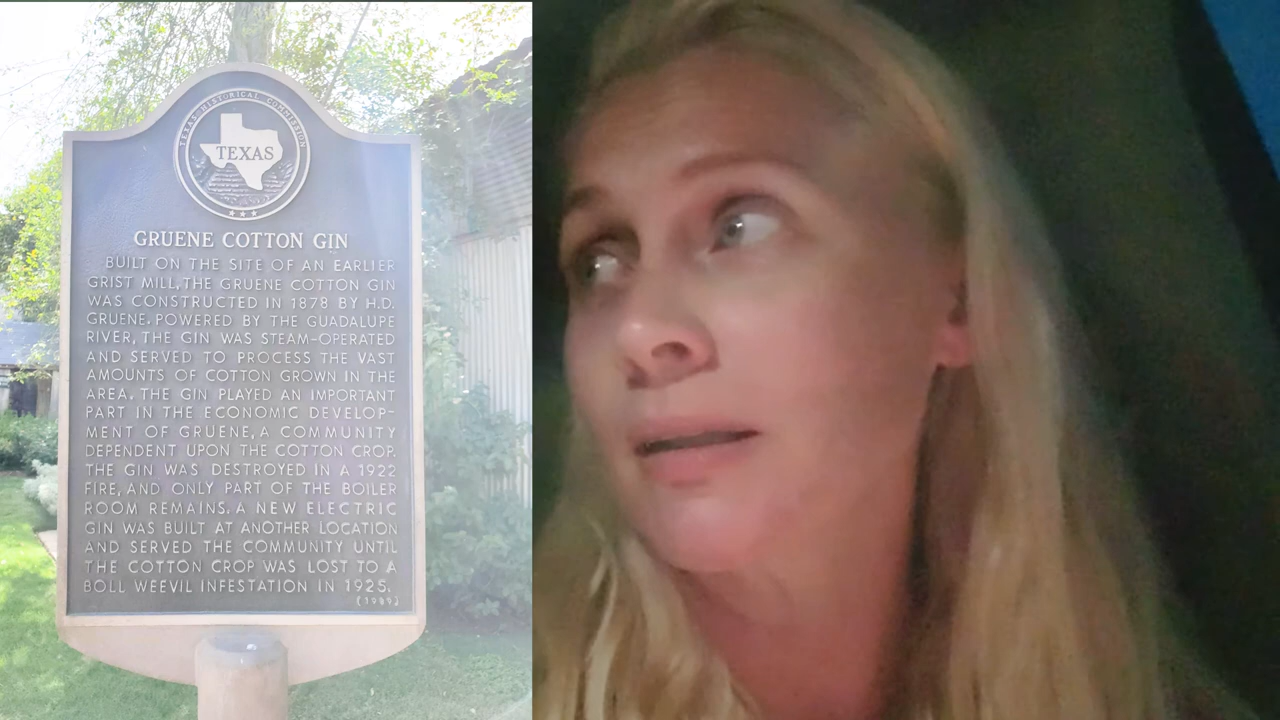 TEXAS HISTORICAL COMMISSION
TEXAS
GRUENE COTTON GIN
BUILT ON THE SITE OF AN EARLIER
GRIST MILL, THE GRUENE COTTON GIN
WAS CONSTRUCTED IN 1878 BY H.D.
GRUENE. POWERED BY THE GUADALUPE
RIVER, THE GIN WAS STEAM-OPERATED
AND SERVED TO PROCESS THE VAST
AMOUNTS OF COTTON GROWN IN THE
AREA. THE GIN PLAYED AN IMPORTANT
PART IN THE ECONOMIC DEVELOP-
MENT OF GRUENE, A COMMUNITY
DEPENDENT UPON THE COTTON CROP.
THE GIN WAS DESTROYED IN A 1922
FIRE, AND ONLY PART OF THE BOILER
ROOM REMAINS. A NEW ELECTRIC
GIN WAS BUILT AT ANOTHER LOCATION
AND SERVED THE COMMUNITY UNTIL
THE COTTON CROP WAS LOST TO A
BOLL WEEVIL INFESTATION IN 1925.
(1989)